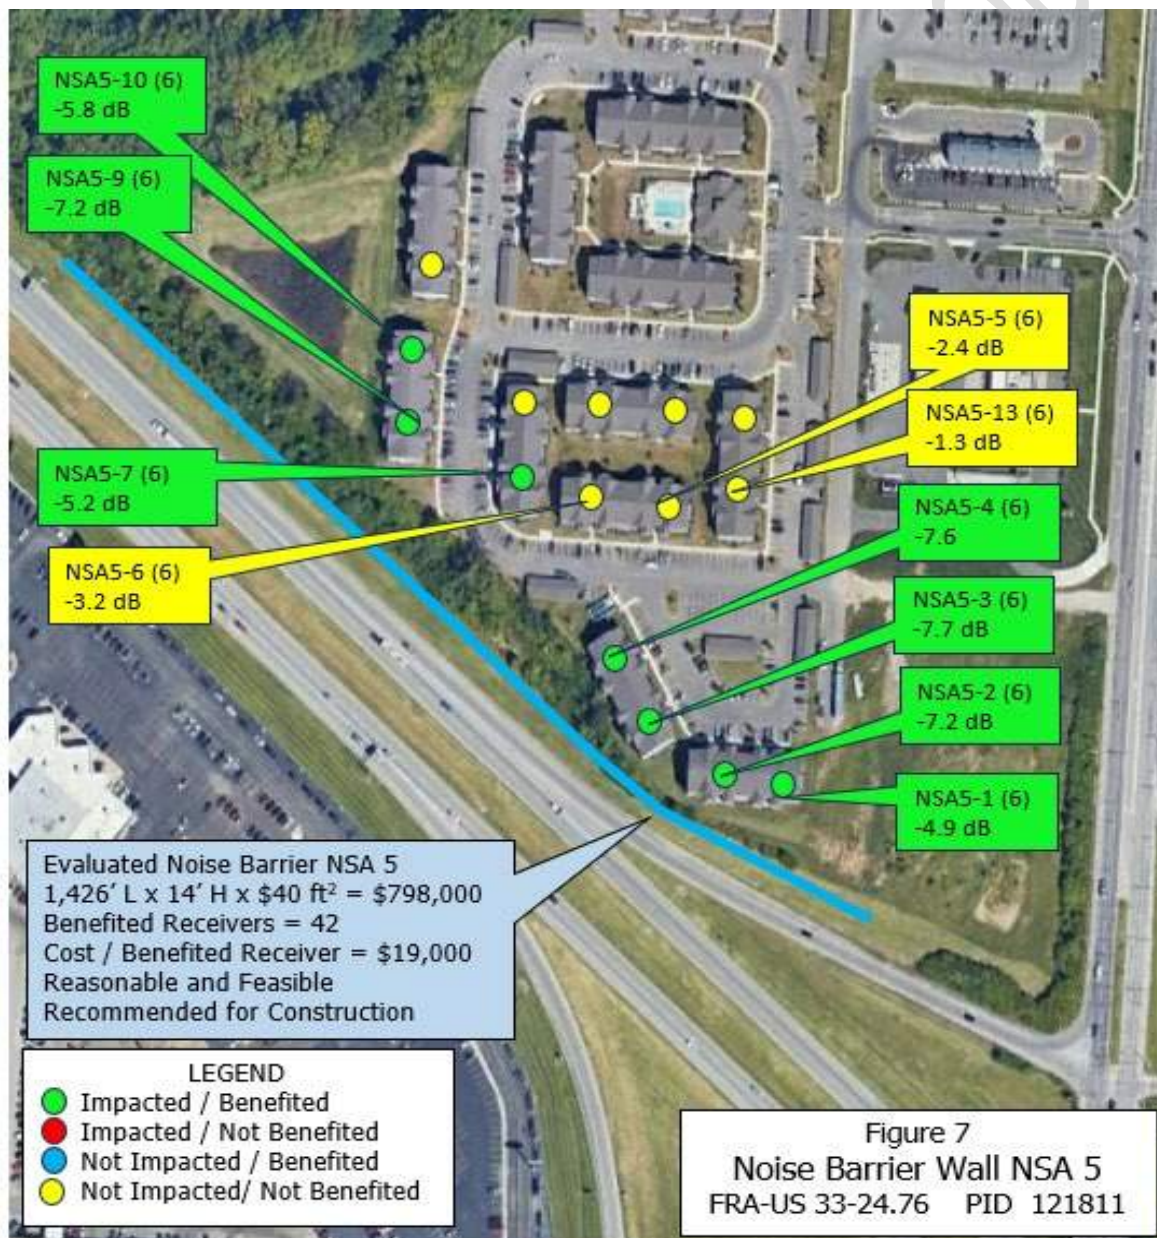 NSA5-10 (6)
-5.8 dB
NSA5-9 (6)
-7.2 dB
NSA5-5 (6)
-2.4 dB
NSA5-13 (6)
-1.3 dB
NSA5-7 (6)
-5.2 dB
NSA5-4 (6)
-7.6
NSA5-6 (6)
-3.2 dB
NSA5-3 (6)
-7.7 dB
NSA5-2 (6)
-7.2 dB
NSA5-1 (6)
-4.9 dB
Evaluated Noise Barrier NSA 5
1,426′ L x 14′ H x $40 ft² = $798,000
Benefited Receivers = 42
Cost / Benefited Receiver = $19,000
Reasonable and Feasible
Recommended for Construction
LEGEND
Impacted / Benefited
Impacted / Not Benefited
Not Impacted / Benefited
Not Impacted/ Not Benefited
Figure 7
Noise Barrier Wall NSA 5
FRA-US 33-24.76 PID 121811